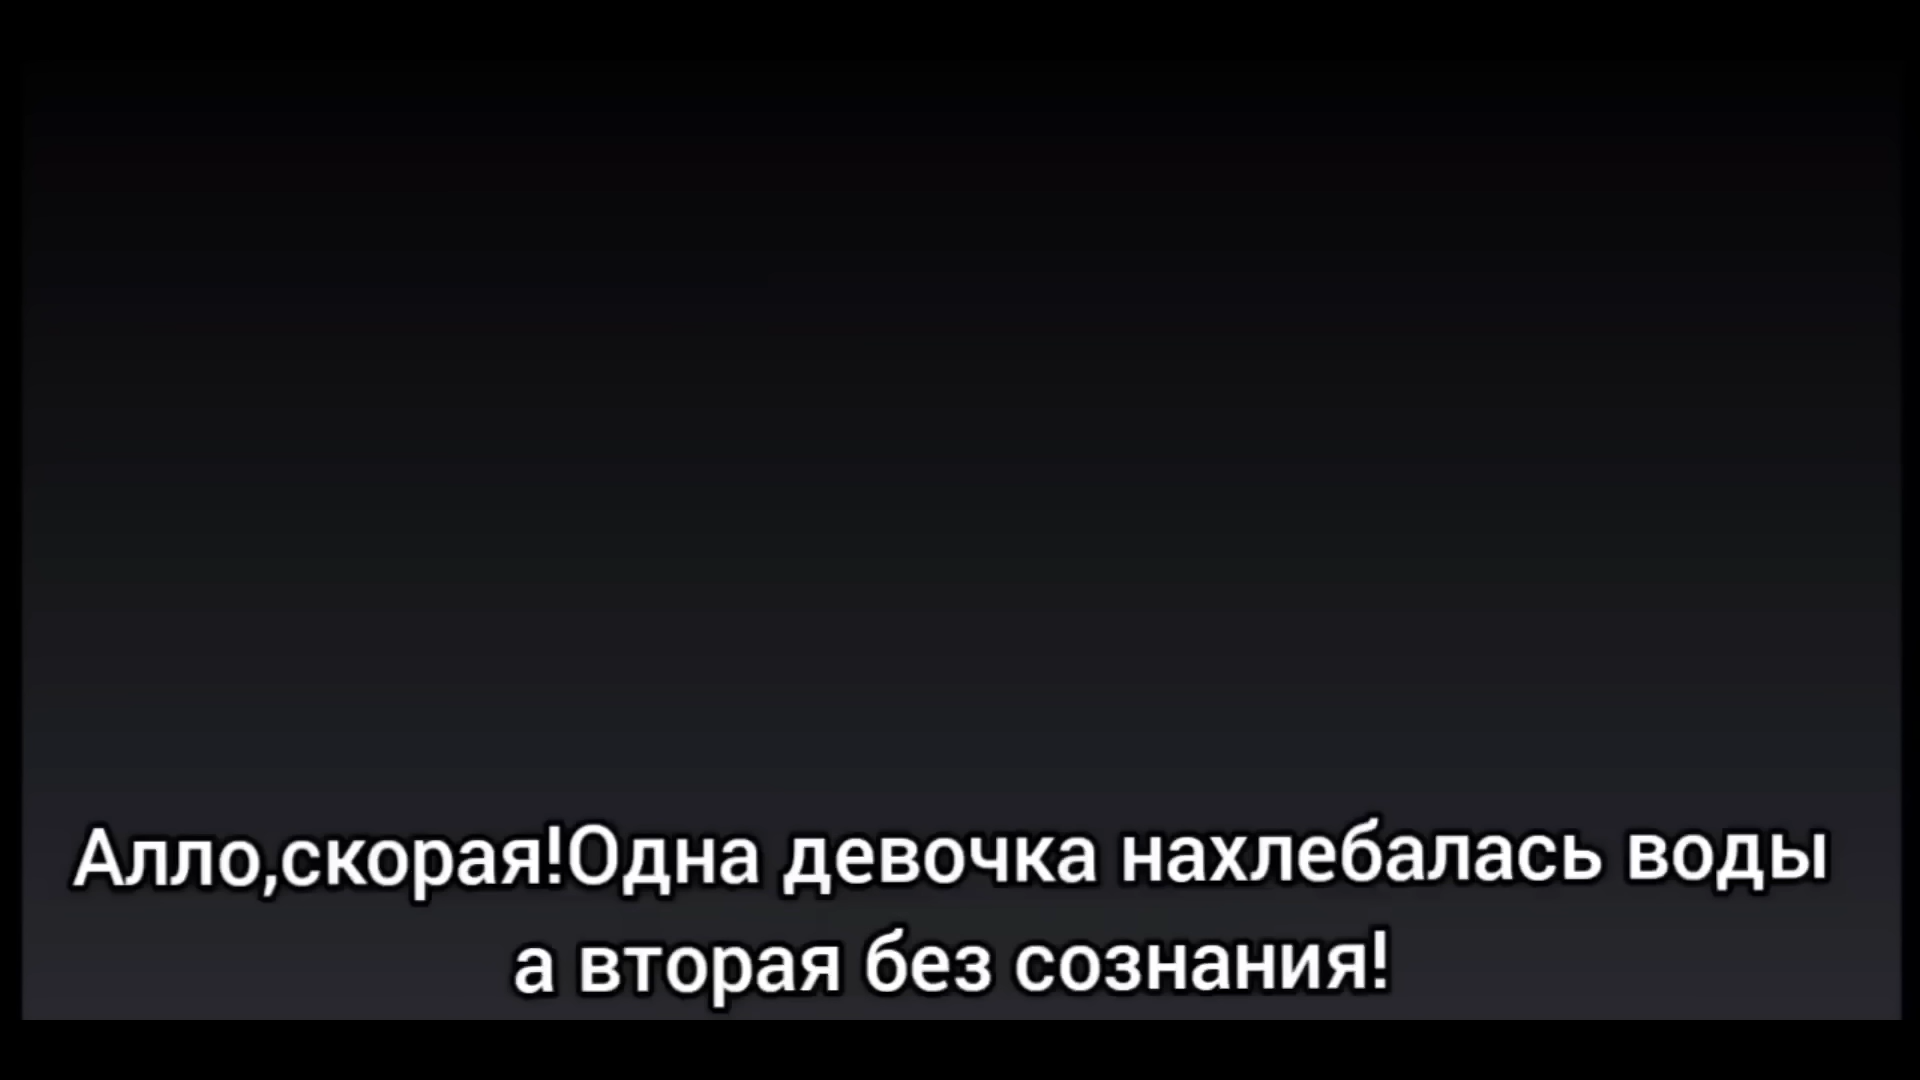 Алло,скорая!Одна девочка нахлебалась воды
а вторая без сознания!